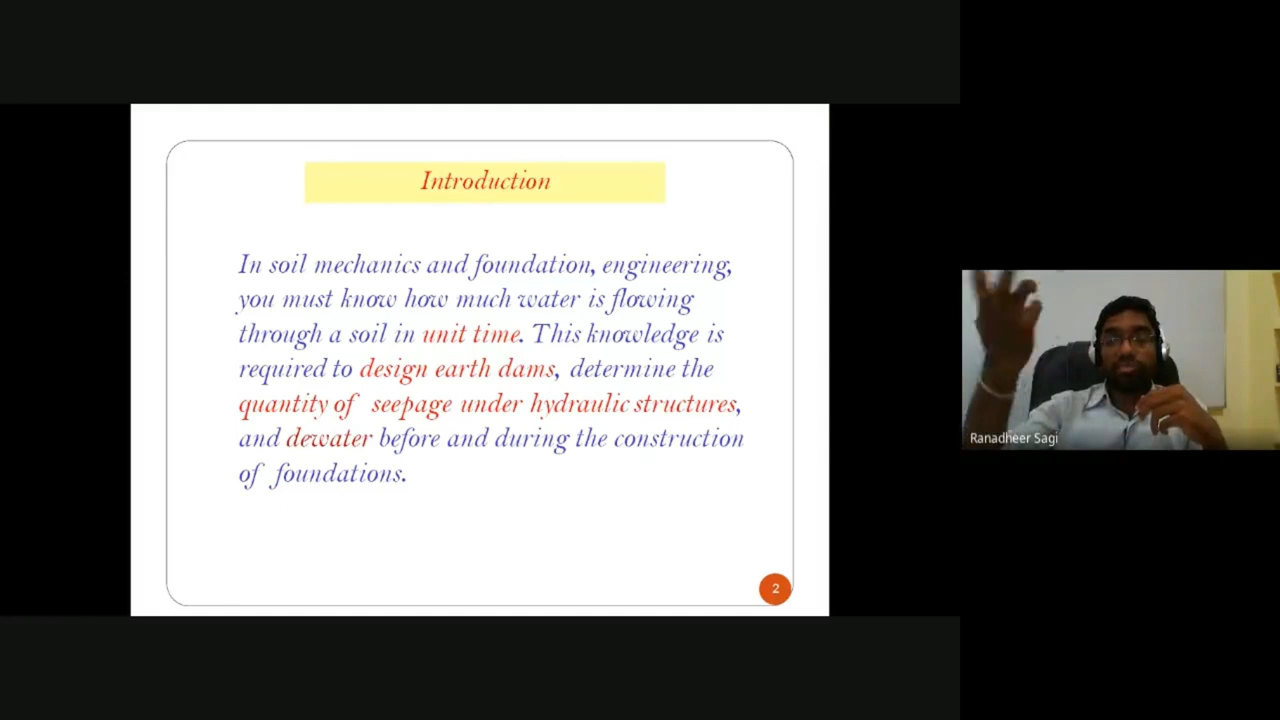 Introduction
In soil mechanics and foundation, engineering,
you must know how much water is flowing
through a soil in unit time. This knowledge is
required to design earth dams, determine the
quantity of seepage under hydraulic structures,
and dewater before and during the construction
of foundations.
2
Ranadheer Sagi